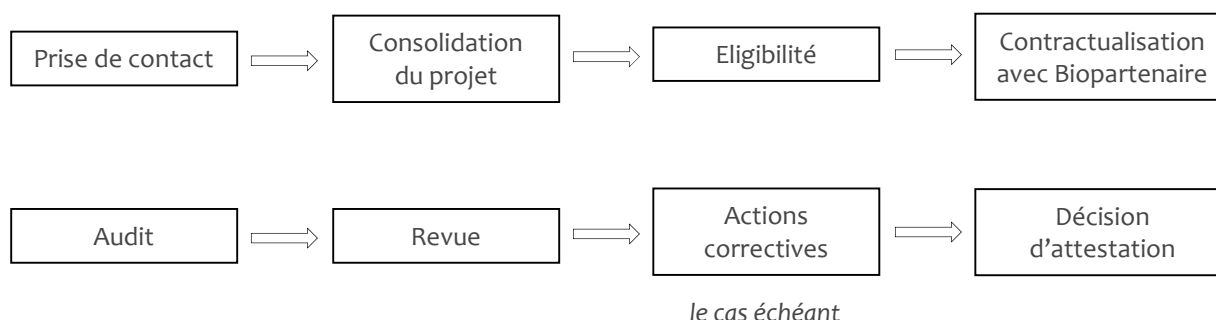 Prise de contact
Consolidation
du projet
Eligibilité
Contractualisation
avec Biopartenaire
Audit
Revue
Actions
correctives
Décision
d'attestation
le cas échéant